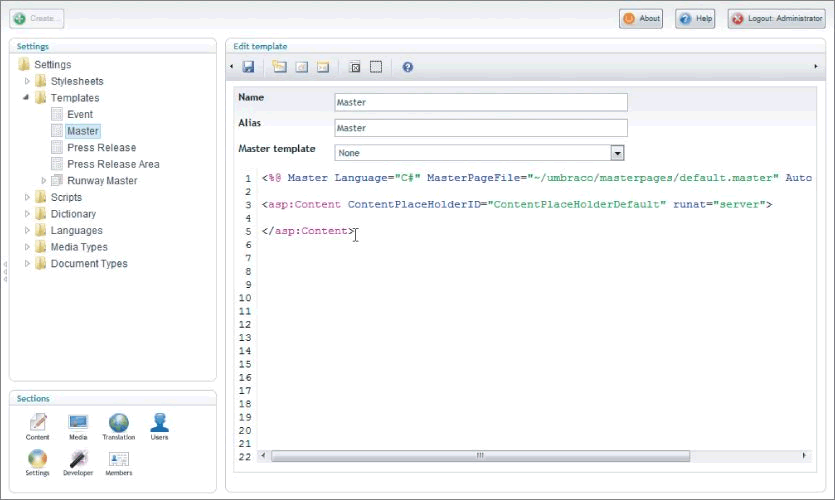 Create...
About
Help
Logout: Administrator
Settings
Settings
Stylesheets
Templates
Event
Master
Press Release
Press Release Area
Runway Master
Scripts
Dictionary
Languages
Media Types
Document Types
Sections
Content
Media
Translation
Users
Settings
Developer
Members
Edit template
Name
Master
Alias
Master
Master template
None
1 <%@ Master Language="C#" MasterPageFile="~/umbraco/masterpages/default.master" Auto
2
3 <asp:Content ContentPlaceHolderID="ContentPlaceHolderDefault" runat="server">
4
5 </asp:Content>
6
7
8
9
10
11
12
13
14
15
16
17
18
19
20
21
22